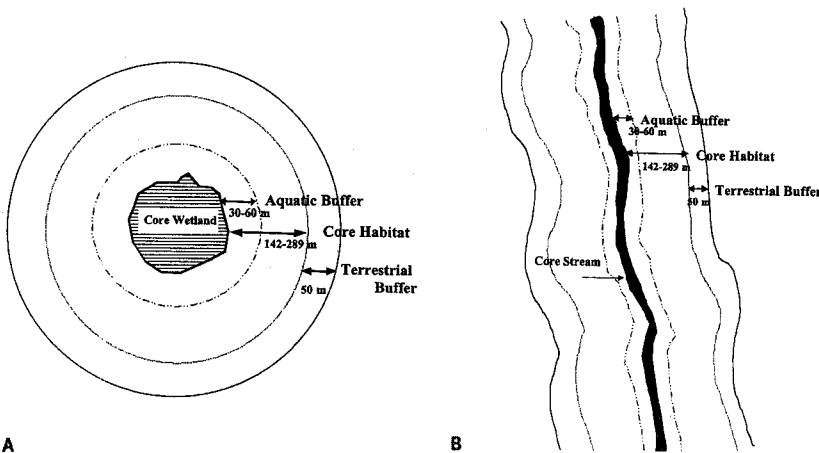 Aquatic Buffer
30-60 m
Core Wetland
Core Habitat
142-289 m
Terrestrial
Buffer
50 m
A
Aquatic Buffer
30-60 m
Core Habitat
142-289 m
Terrestrial Buffer
50 m
Core Stream
B